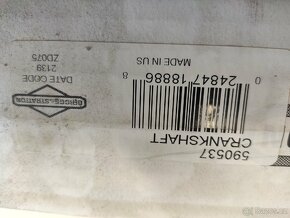 590537
CRANKSHAFT
0 24847 18886 8
MADE IN US
BRIGGS & STRATTON
DATE CODE
2139
ZD075